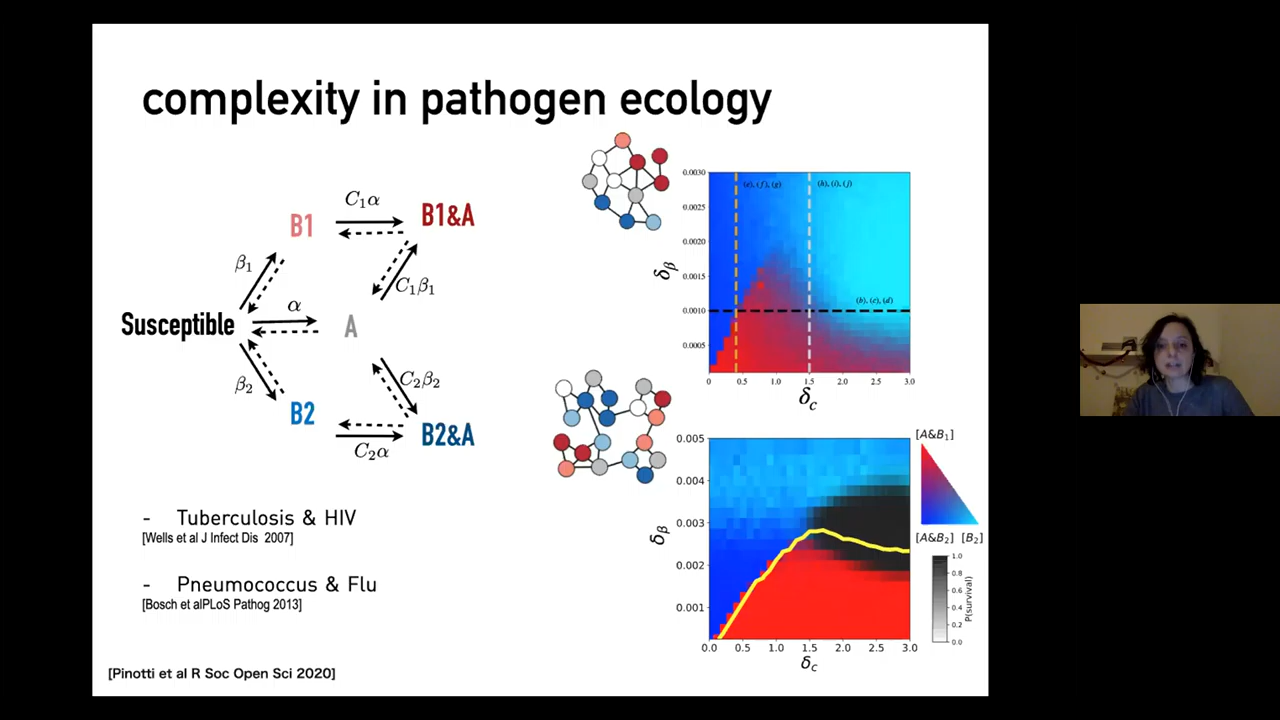 complexity in pathogen ecology
B1
C₁α
B1&A
β₁
C₁β₁
α
Susceptible
A
β₂
C₂β₂
B2
C₂α
B2&A
- Tuberculosis & HIV
[Wells et al J Infect Dis 2007]
- Pneumococcus & Flu
[Bosch et alPLoS Pathog 2013]
[Pinotti et al R Soc Open Sci 2020]
0.0030
0.0025
0.0020
0.0015
0.0010
0.0005
δβ
(e), (f), (g)
(h), (i), (j)
(b), (c), (d)
0 0.5 1.0 1.5 2.0 2.5 3.0
δc
0.005
0.004
0.003
0.002
0.001
δβ
0.0 0.5 1.0 1.5 2.0 2.5 3.0
δc
[A&B₁]
[A&B₂] [B₂]
1.0
0.8
0.6
0.4
0.2
0.0
P(survival)